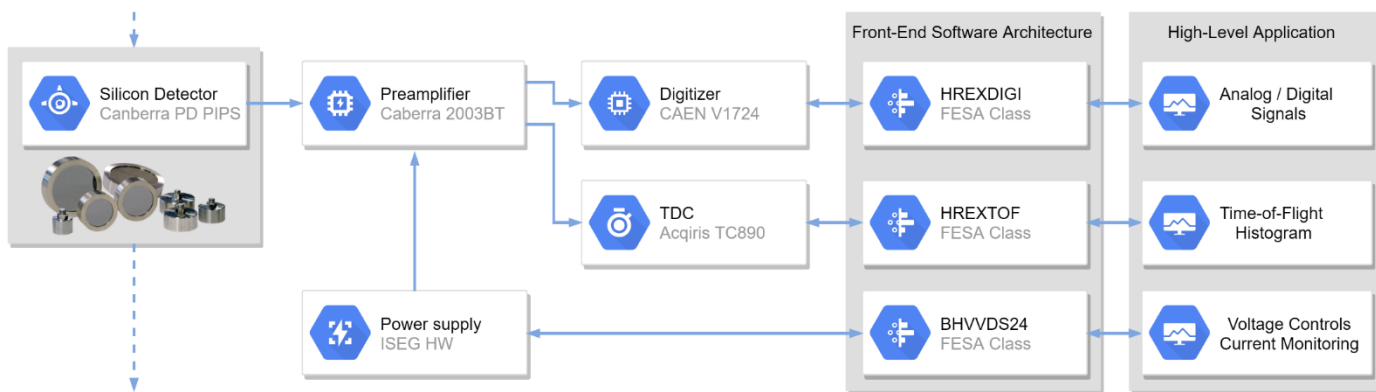 Front-End Software Architecture
High-Level Application
Silicon Detector
Canberra PD PIPS
Preamplifier
Caberra 2003BT
Digitizer
CAEN V1724
HREXDIGI
FESA Class
Analog / Digital
Signals
TDC
Acqiris TC890
HREXTOF
FESA Class
Time-of-Flight
Histogram
Power supply
ISEG HW
BHVVDS24
FESA Class
Voltage Controls
Current Monitoring